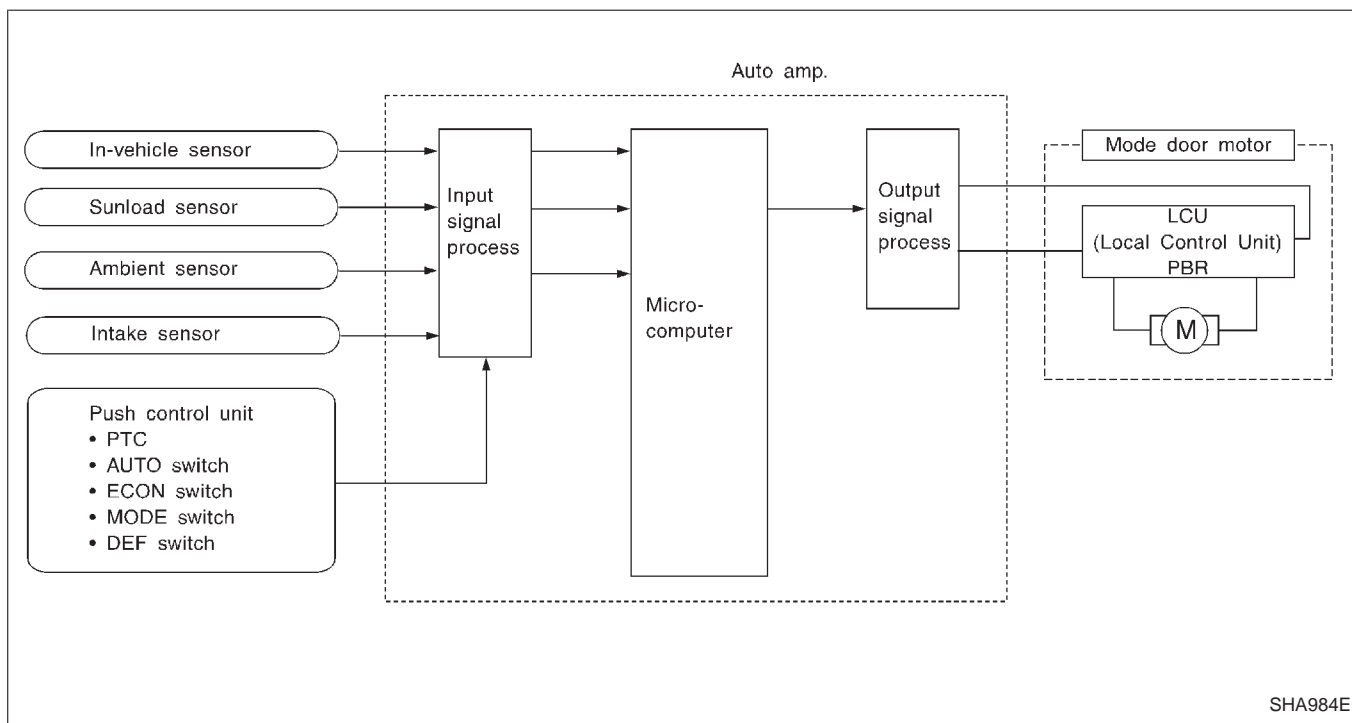 Auto amp.
In-vehicle sensor
Sunload sensor
Ambient sensor
Intake sensor
Push control unit
• PTC
• AUTO switch
• ECON switch
• MODE switch
• DEF switch
Input
signal
process
Micro-
computer
Output
signal
process
Mode door motor
LCU
(Local Control Unit)
PBR
M
SHA984E